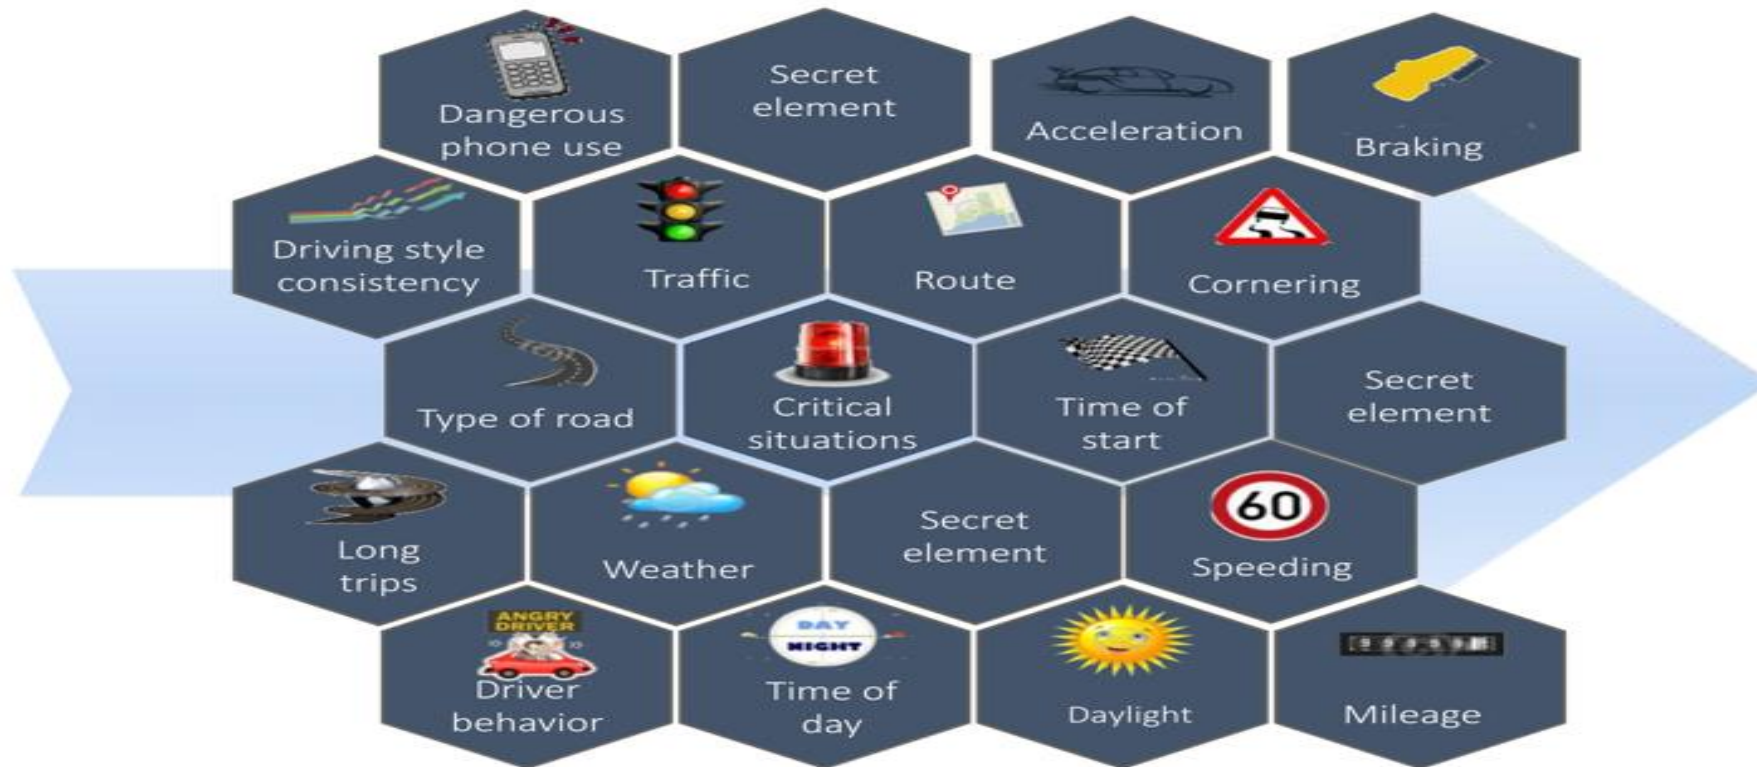 Dangerous
phone use
Secret
element
Acceleration
Braking
Driving style
consistency
Traffic
Route
Cornering
Type of road
Critical
situations
Time of
start
Secret
element
Long
trips
Weather
Secret
element
60
Speeding
ANGRY
DRIVER
Driver
behavior
DAY
NIGHT
Time of
day
Daylight
Mileage